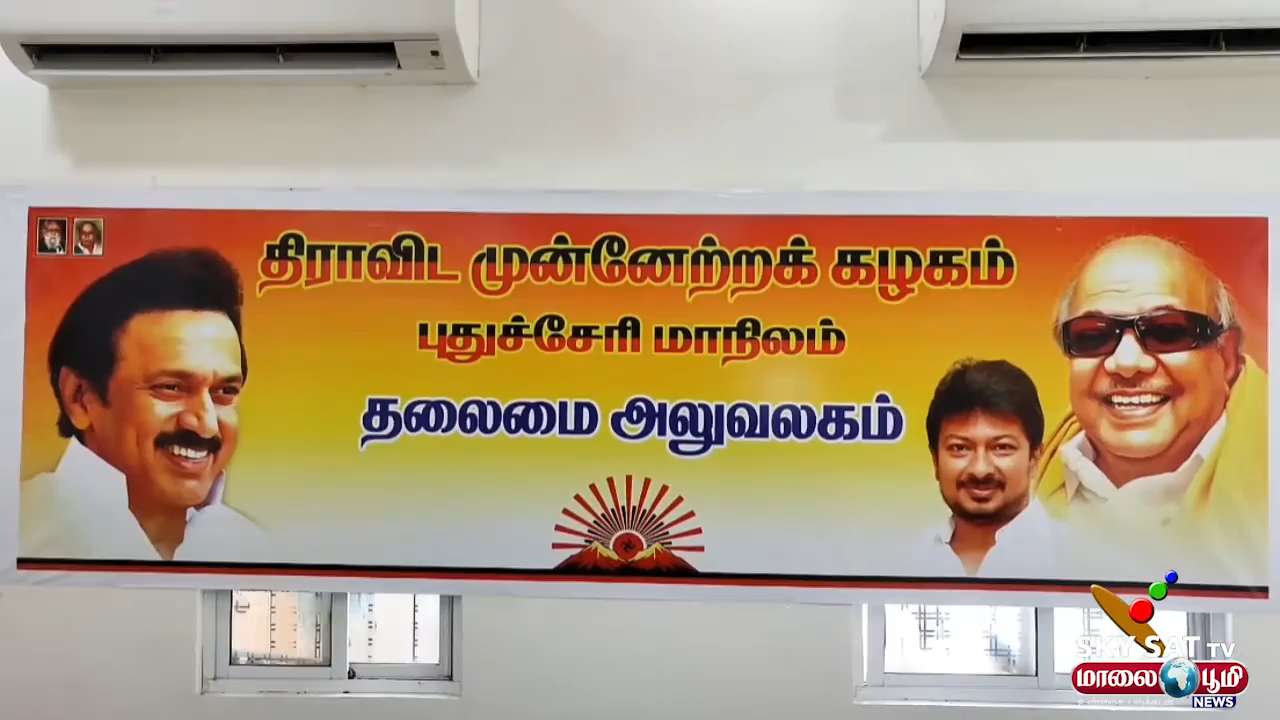 திராவிட முன்னேற்றக் கழகம்
புதுச்சேரி மாநிலம்
தலைமை அலுவலகம்
SKY SAT TV
மாலை பூமி
NEWS